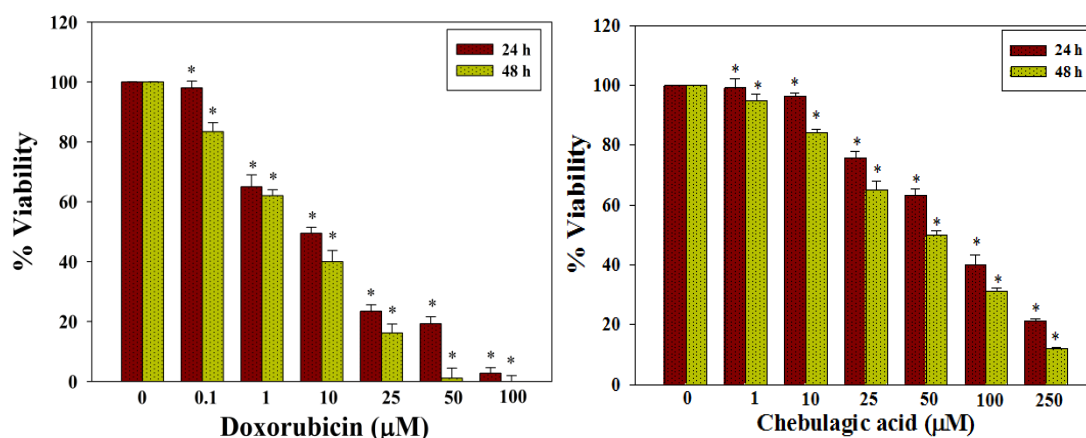 120
100
80
60
40
20
0
% Viability
24 h
48 h
* * * * * * * * * * * *
0 0.1 1 10 25 50 100
Doxorubicin (μM)
120
100
80
60
40
20
0
% Viability
24 h
48 h
* * * * * * * * * * * *
0 1 10 25 50 100 250
Chebulagic acid (μM)